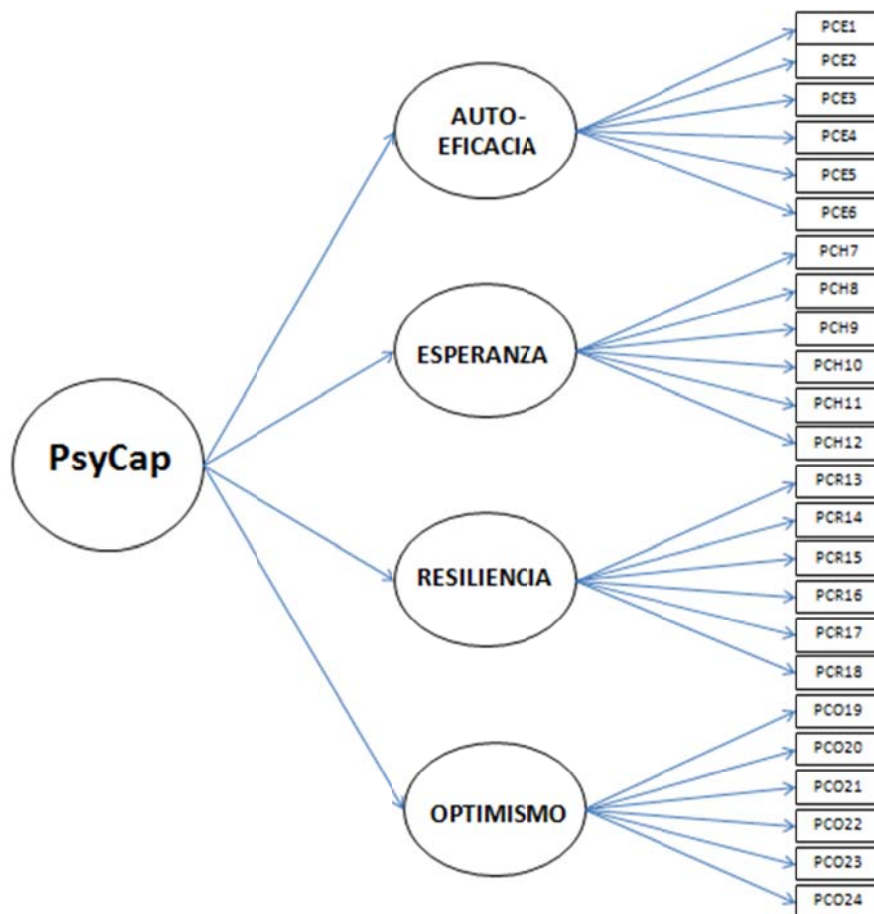 PsyCap
AUTO-
EFICACIA
ESPERANZA
RESILIENCIA
OPTIMISMO
PCE1
PCE2
PCE3
PCE4
PCE5
PCE6
PCH7
PCH8
PCH9
PCH10
PCH11
PCH12
PCR13
PCR14
PCR15
PCR16
PCR17
PCR18
PCO19
PCO20
PCO21
PCO22
PCO23
PCO24